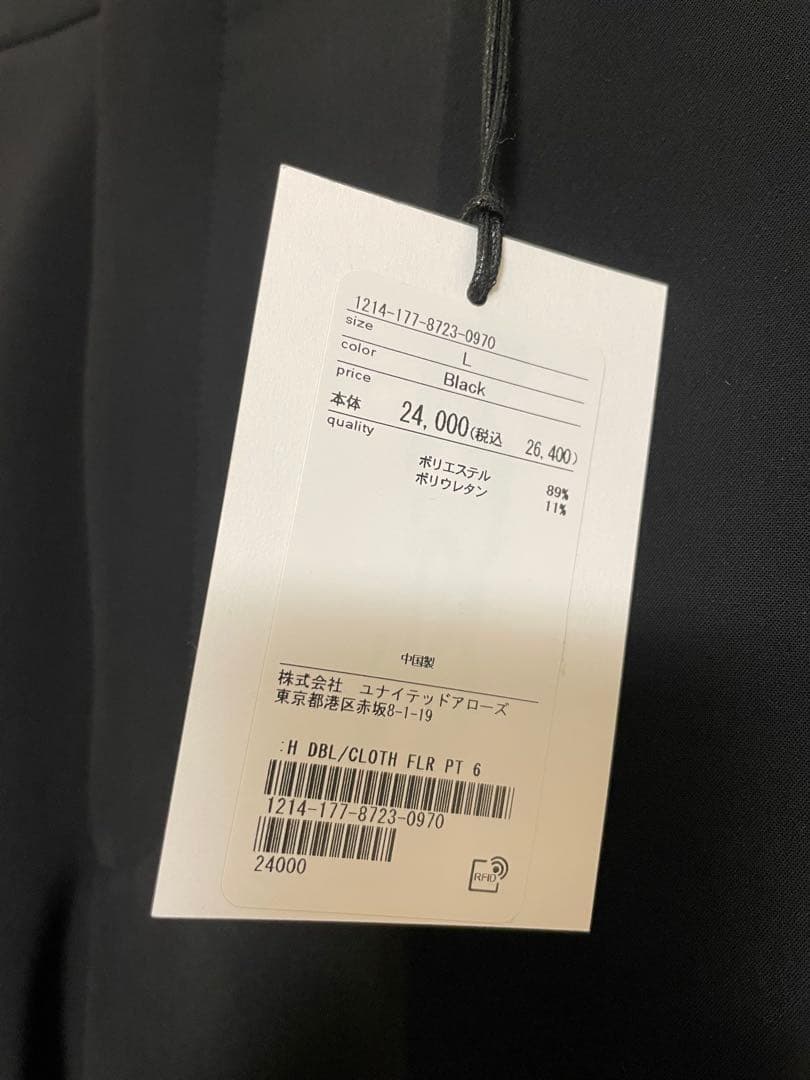 1214-177-8723-0970
size L
color Black
price
本体 24,000(税込 26,400)
quality
ポリエステル 89%
ポリウレタン 11%
中国製
株式会社 ユナイテッドアローズ
東京都港区赤坂8-1-19
:H DBL/CLOTH FLR PT 6
1214-177-8723-0970
24000
RFID